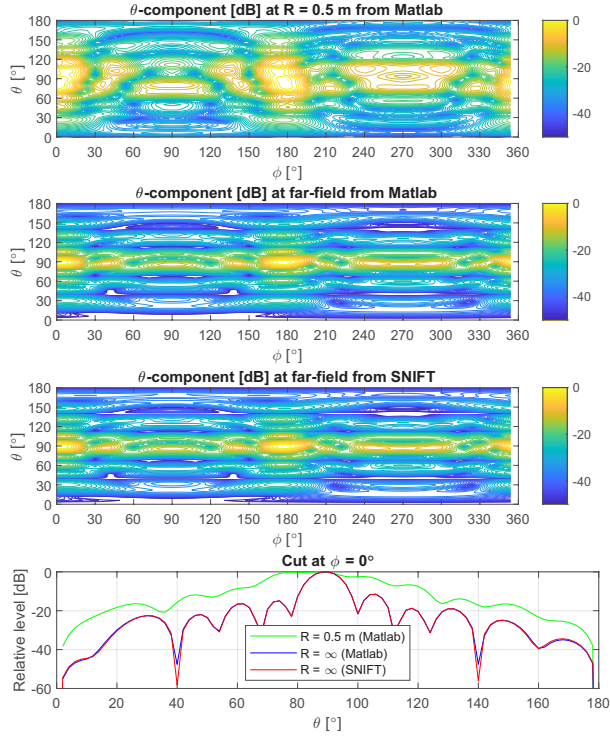 θ-component [dB] at R = 0.5 m from Matlab
180
150
120
90
60
30
0
θ [°]
0 30 60 90 120 150 180 210 240 270 300 330 360
ϕ [°]
0
-20
-40
θ-component [dB] at far-field from Matlab
180
150
120
90
60
30
0
θ [°]
0 30 60 90 120 150 180 210 240 270 300 330 360
ϕ [°]
0
-20
-40
θ-component [dB] at far-field from SNIFT
180
150
120
90
60
30
0
θ [°]
0 30 60 90 120 150 180 210 240 270 300 330 360
ϕ [°]
0
-20
-40
Cut at ϕ = 0°
0
-20
-40
-60
Relative level [dB]
R = 0.5 m (Matlab)
R = ∞ (Matlab)
R = ∞ (SNIFT)
0 20 40 60 80 100 120 140 160 180
θ [°]